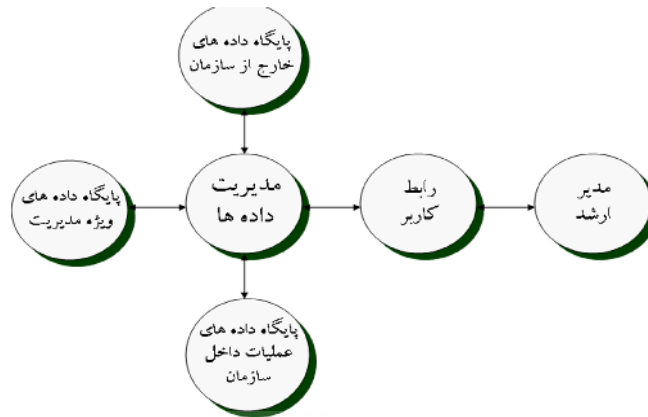 پایگاه داده های
خارج از سازمان
مدیر
ارشد
رابط
کاربر
مدیریت
داده ها
پایگاه داده های
ویژه مدیریت
پایگاه داده های
عملیات داخل
سازمان